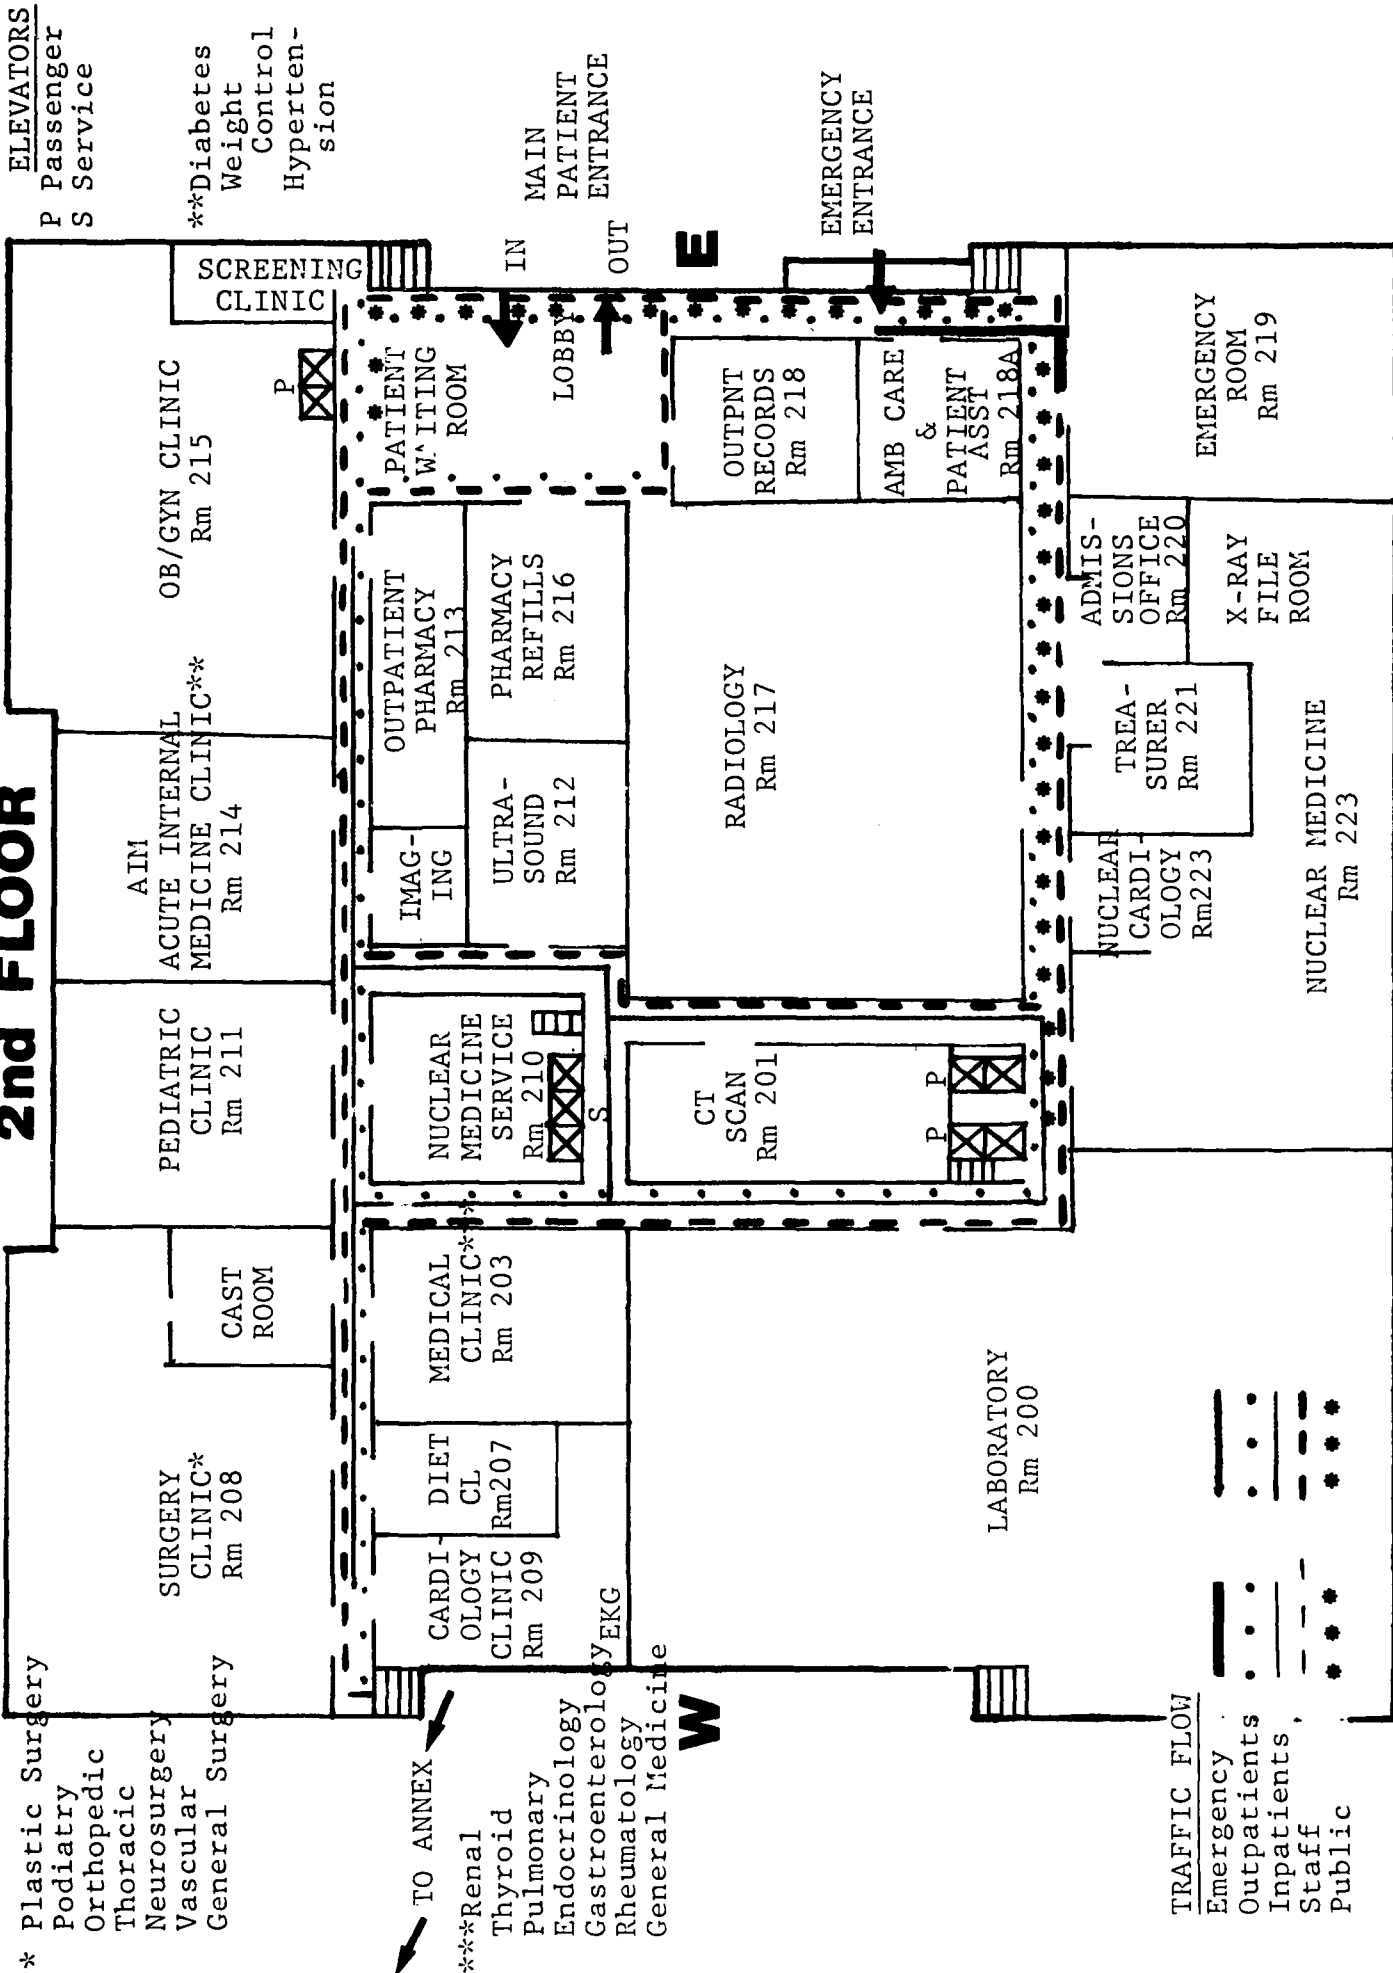 2nd FLOOR
ELEVATORS
P Passenger
S Service
**Diabetes
Weight
Control
Hyperten-
sion
* Plastic Surgery
Podiatry
Orthopedic
Thoracic
Neurosurgery
Vascular
General Surgery
SURGERY
CLINIC*
Rm 208
CAST
ROOM
PEDIATRIC
CLINIC
Rm 211
AIM
ACUTE INTERNAL
MEDICINE CLINIC**
Rm 214
OB/GYN CLINIC
Rm 215
P
SCREENING
CLINIC
TO ANNEX
CARDI-
OLOGY
CLINIC
Rm 209
EKG
DIET
CL
Rm207
MEDICAL
CLINIC***
Rm 203
NUCLEAR
MEDICINE
SERVICE
Rm 210
S
IMAG-
ING
ULTRA-
SOUND
Rm 212
OUTPATIENT
PHARMACY
Rm 213
PHARMACY
REFILLS
Rm 216
PATIENT
WAITING
ROOM
LOBBY
IN
OUT
MAIN
PATIENT
ENTRANCE
***Renal
Thyroid
Pulmonary
Endocrinology
Gastroenterology
Rheumatology
General Medicine
W
E
CT
SCAN
Rm 201
P
P
RADIOLOGY
Rm 217
OUTPNT
RECORDS
Rm 218
AMB CARE
&
PATIENT
ASST
Rm 218A
EMERGENCY
ENTRANCE
LABORATORY
Rm 200
NUCLEAR
CARDI-
OLOGY
Rm223
TREA-
SURER
Rm 221
ADMIS-
SIONS
OFFICE
Rm 220
X-RAY
FILE
ROOM
EMERGENCY
ROOM
Rm 219
NUCLEAR MEDICINE
Rm 223
TRAFFIC FLOW
Emergency
Outpatients
Inpatients
Staff
Public